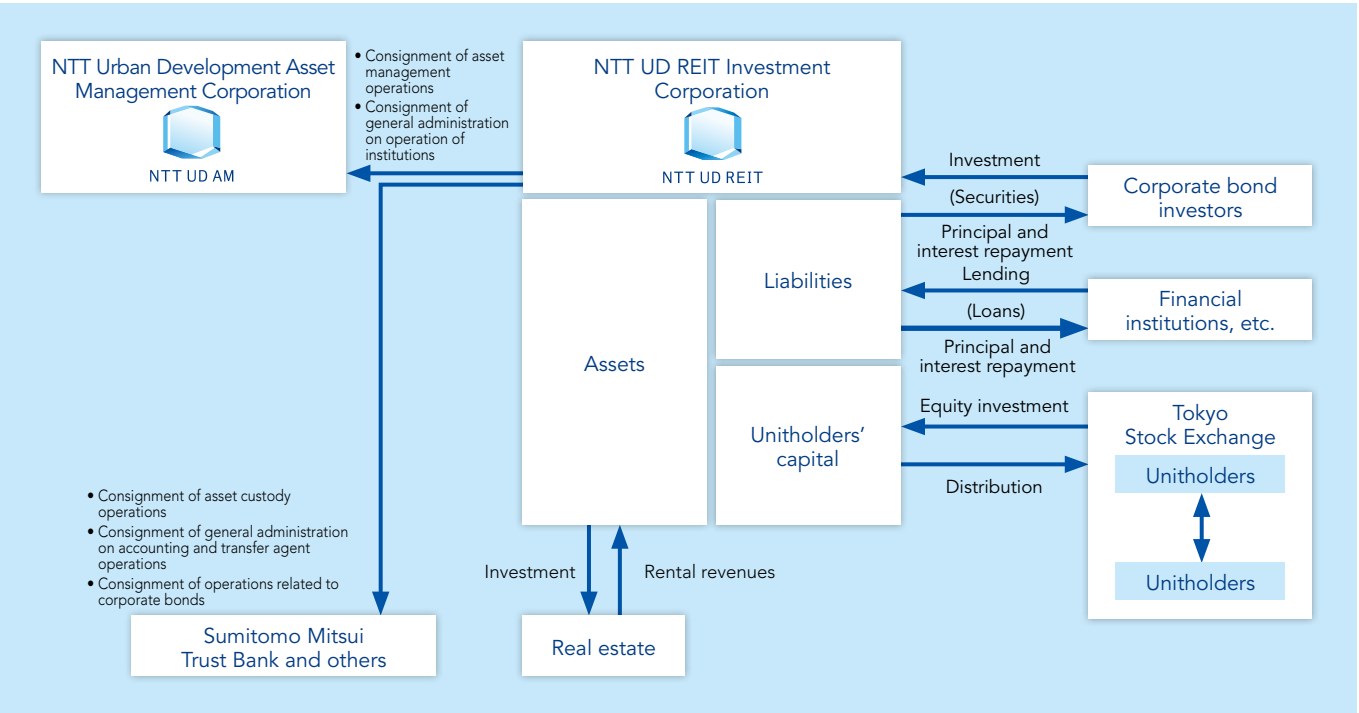 NTT Urban Development Asset
Management Corporation
NTT UD AM
• Consignment of asset
management
operations
• Consignment of
general administration
on operation of
institutions
NTT UD REIT Investment
Corporation
NTT UD REIT
Investment
(Securities)
Principal and
interest repayment
Corporate bond
investors
Lending
(Loans)
Principal and
interest repayment
Financial
institutions, etc.
Assets
Liabilities
Unitholders'
capital
Equity investment
Distribution
Tokyo
Stock Exchange
Unitholders
Unitholders
• Consignment of asset custody
operations
• Consignment of general administration
on accounting and transfer agent
operations
• Consignment of operations related to
corporate bonds
Sumitomo Mitsui
Trust Bank and others
Investment
Rental revenues
Real estate